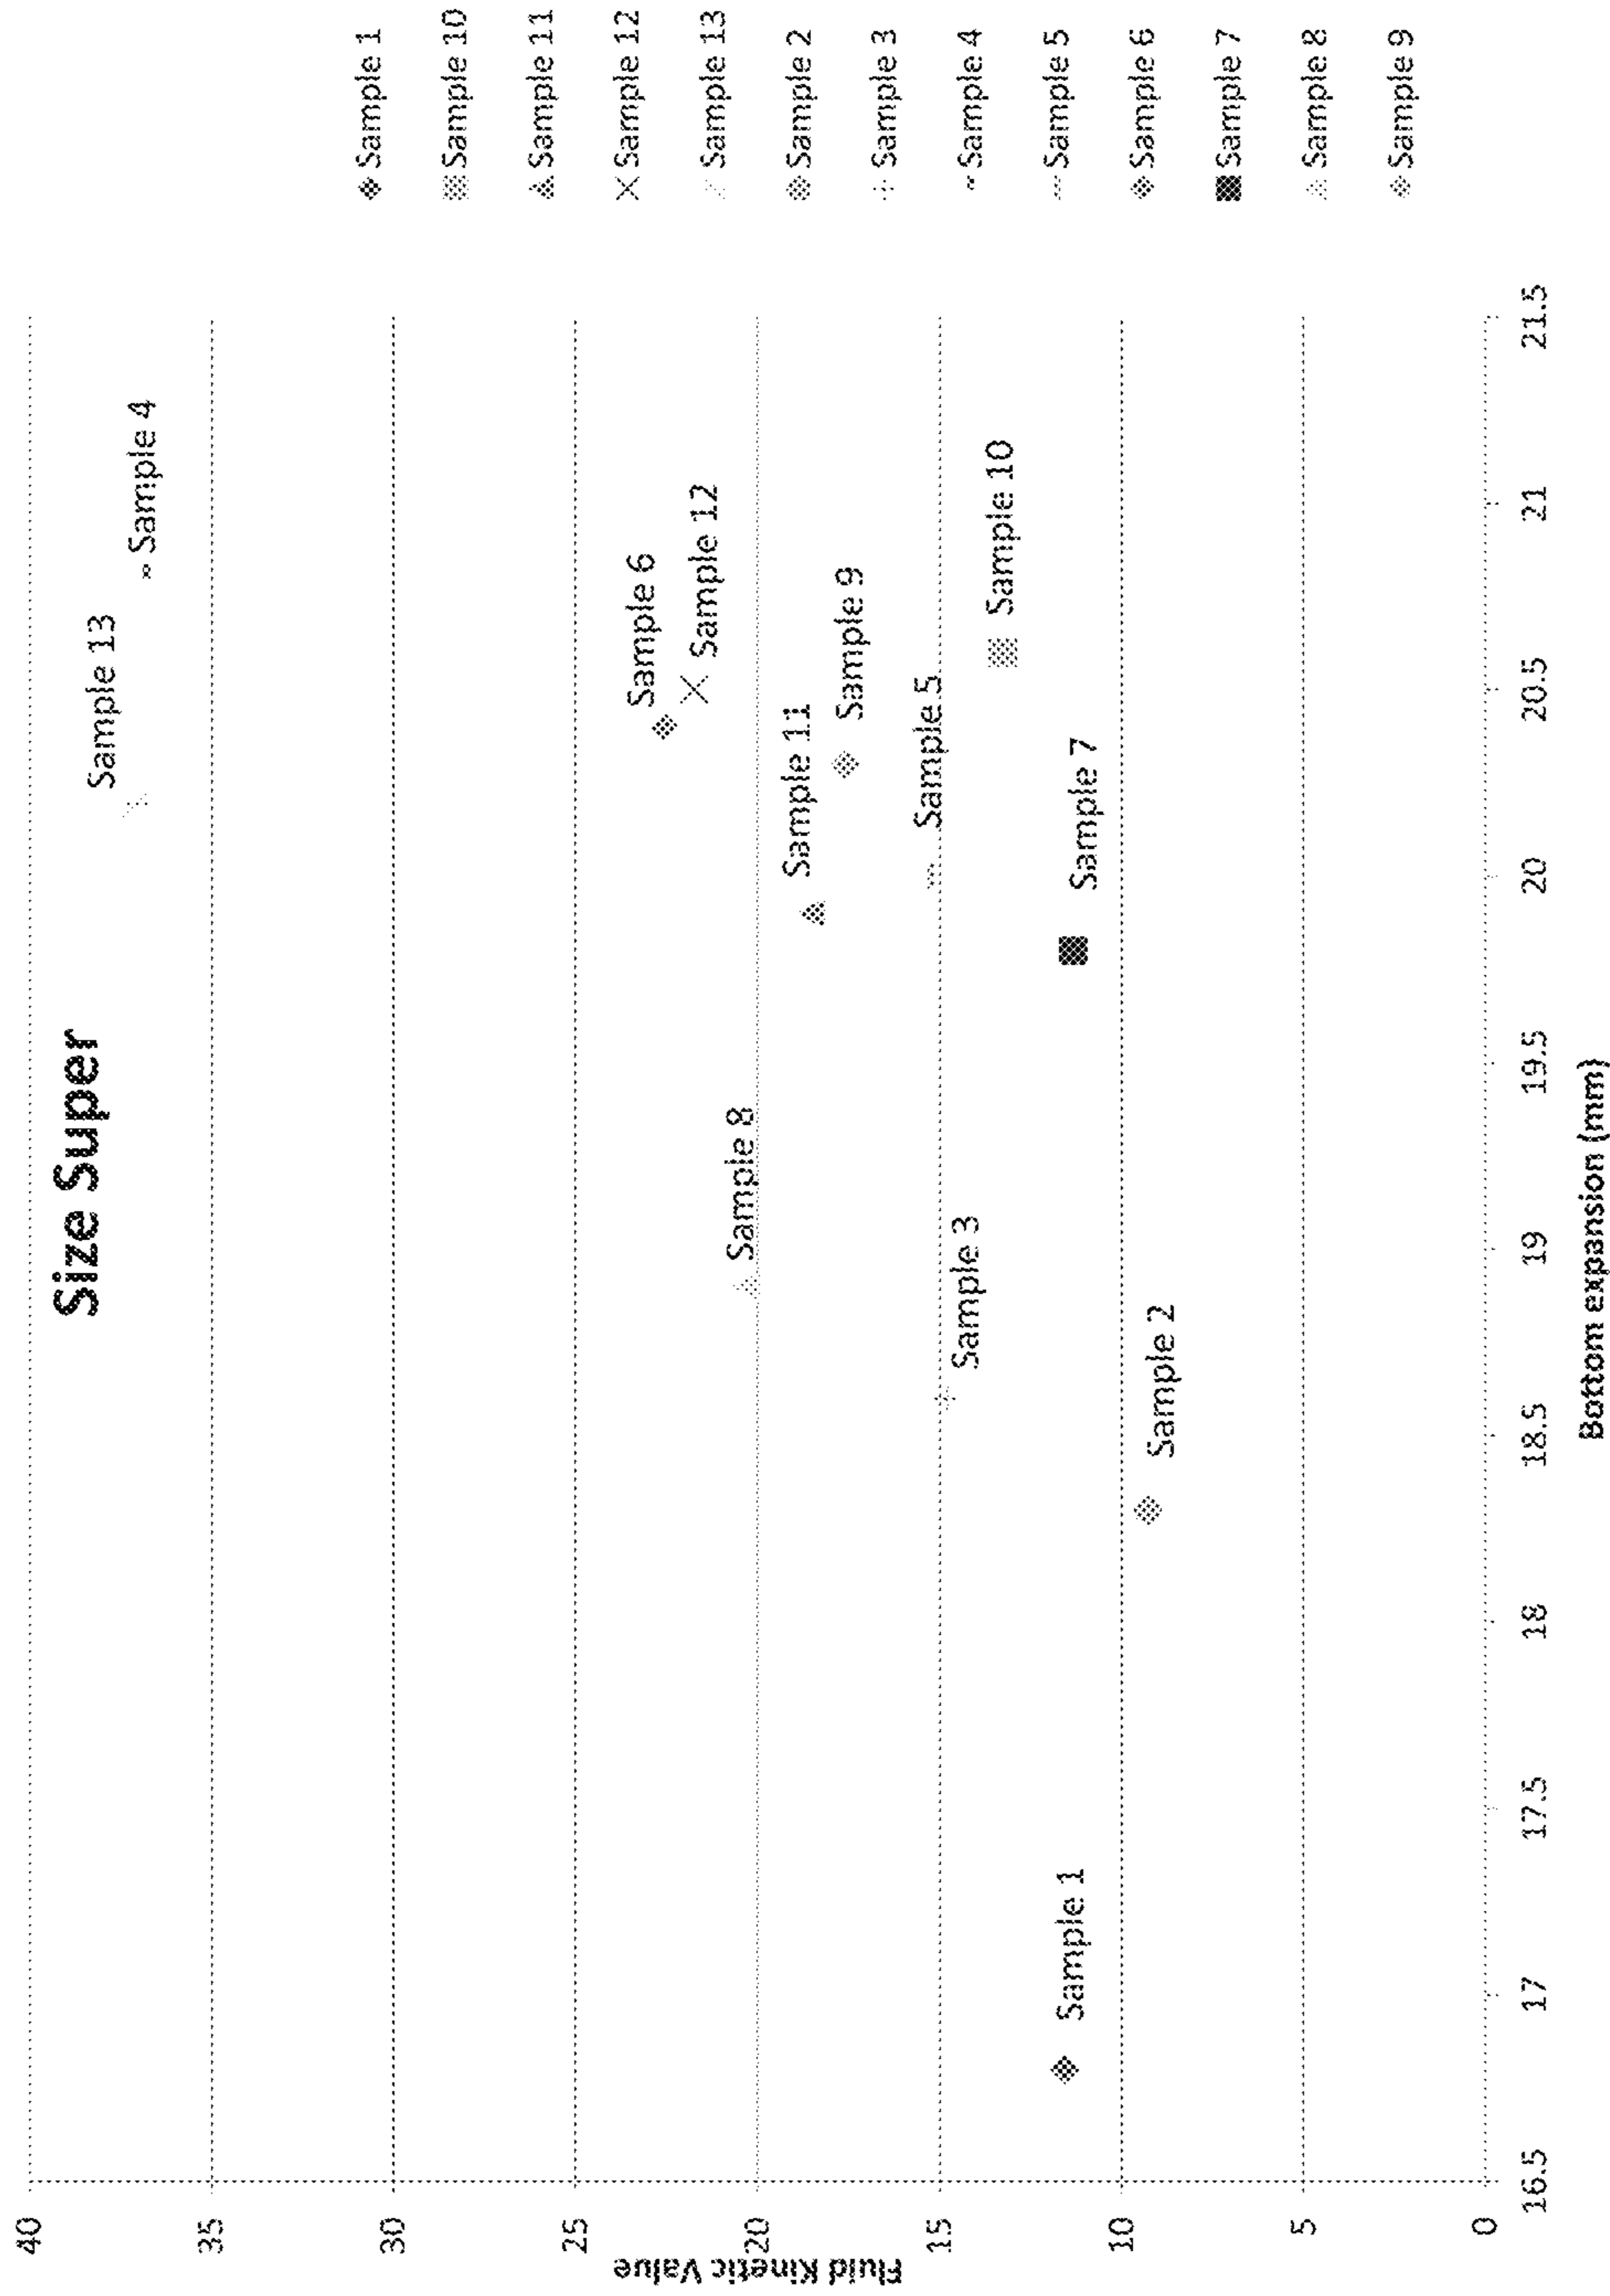 Size Super
40
35
30
25
20
15
10
5
0
Fluid Kinetic Value
Sample 13
Sample 4
Sample 6
Sample 12
Sample 8
Sample 11
Sample 9
Sample 5
Sample 3
Sample 10
Sample 1
Sample 7
Sample 2
16.5 17 17.5 18 18.5 19 19.5 20 20.5 21 21.5
Bottom expansion (mm)
Sample 1
Sample 10
Sample 11
Sample 12
Sample 13
Sample 2
Sample 3
Sample 4
Sample 5
Sample 6
Sample 7
Sample 8
Sample 9